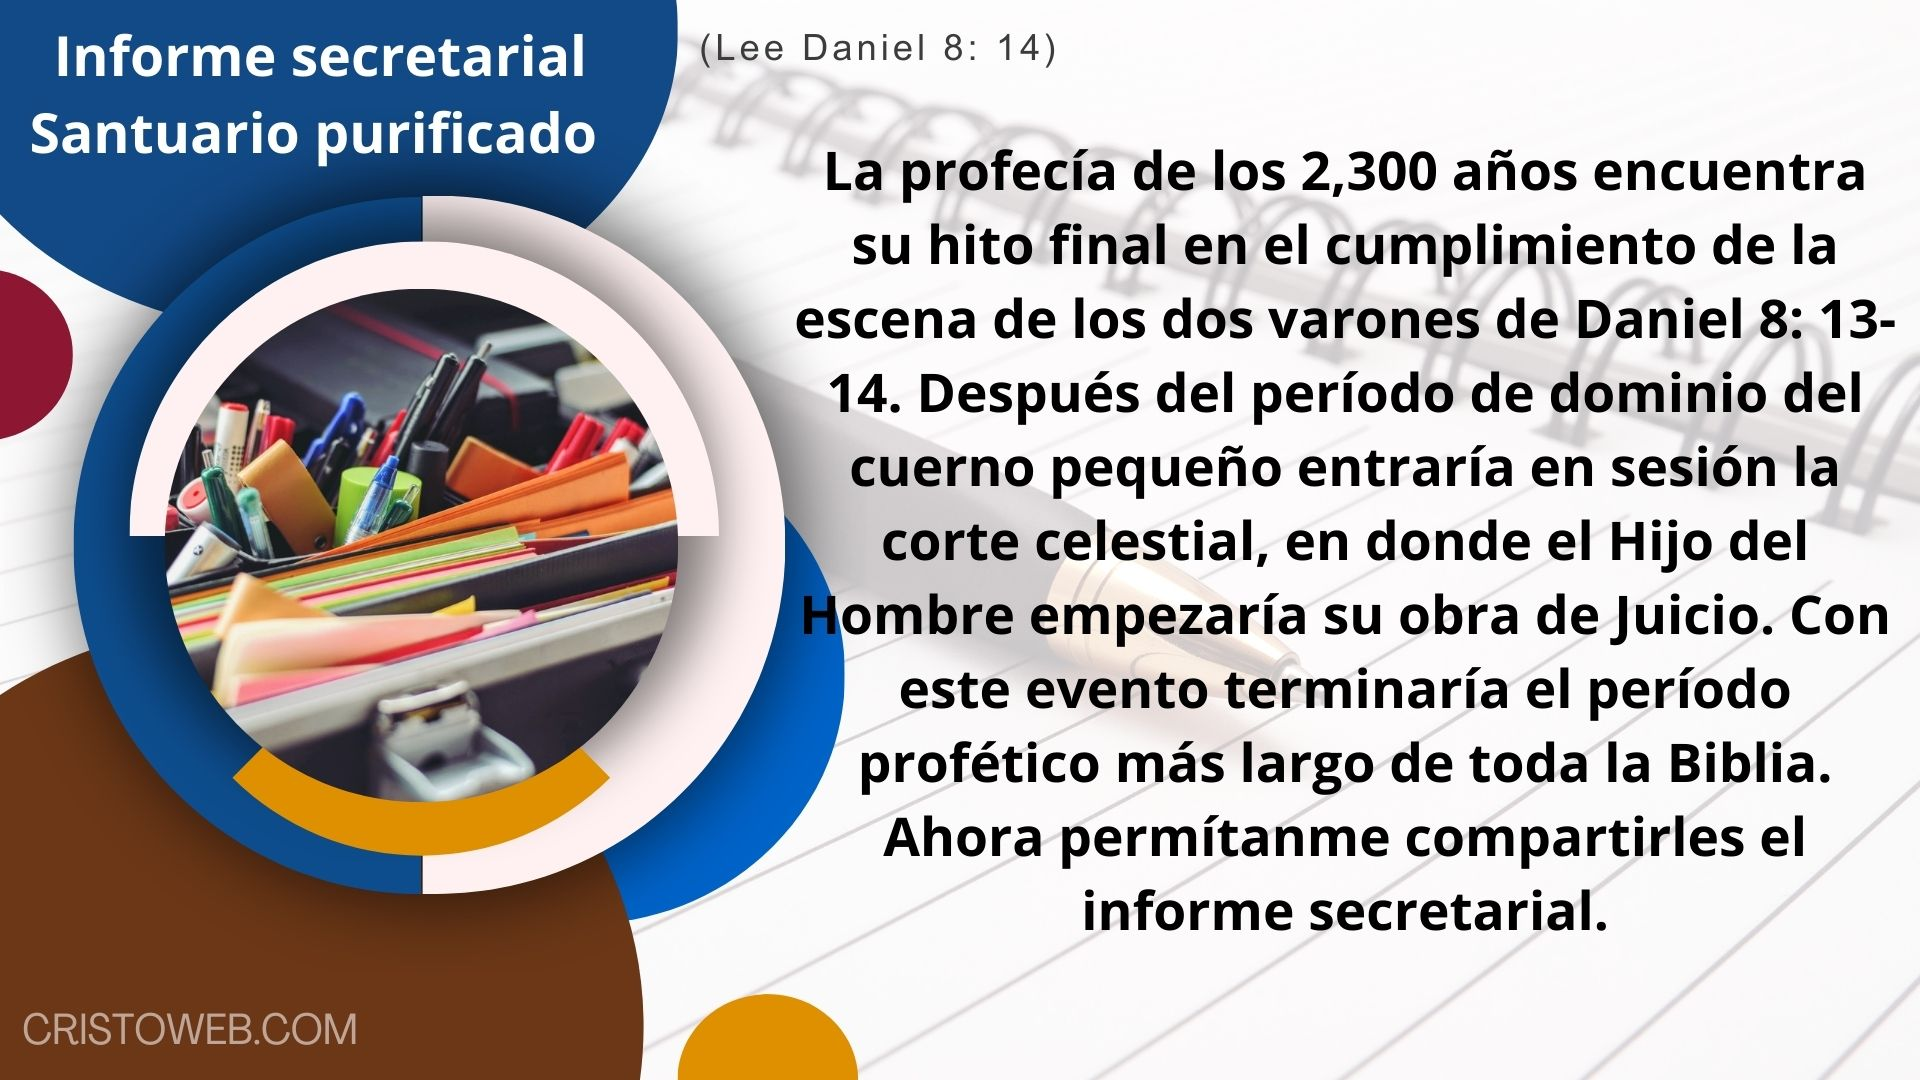 Informe secretarial
Santuario purificado
(Lee Daniel 8: 14)
La profecía de los 2,300 años encuentra
su hito final en el cumplimiento de la
escena de los dos varones de Daniel 8: 13-
14. Después del período de dominio del
cuerno pequeño entraría en sesión la
corte celestial, en donde el Hijo del
Hombre empezaría su obra de Juicio. Con
este evento terminaría el período
profético más largo de toda la Biblia.
Ahora permítanme compartirles el
informe secretarial.
CRISTOWEB.COM